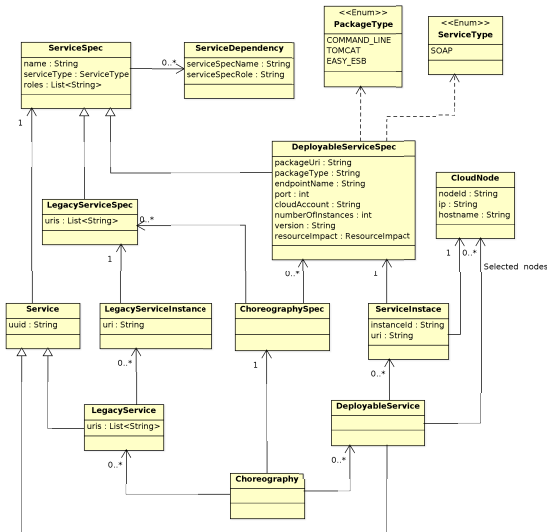 <<Enum>>
PackageType
COMMAND_LINE
TOMCAT
EASY_ESB
<<Enum>>
ServiceType
SOAP
ServiceSpec
name : String
serviceType : ServiceType
roles : List<String>
0..*
ServiceDependency
serviceSpecName : String
serviceSpecRole : String
1
DeployableServiceSpec
packageUri : String
packageType : String
endpointName : String
port : int
cloudAccount : String
numberOfInstances : int
version : String
resourceImpact : ResourceImpact
CloudNode
nodeId : String
ip : String
hostname : String
LegacyServiceSpec
uris : List<String>
0..*
1
0..*
1
1
0..*
Selected nodes
Service
uuid : String
LegacyServiceInstance
uri : String
ChoreographySpec
ServiceInstace
instanceId : String
uri : String
0..*
1
0..*
LegacyService
uris : List<String>
DeployableService
0..*
0..*
Choreography